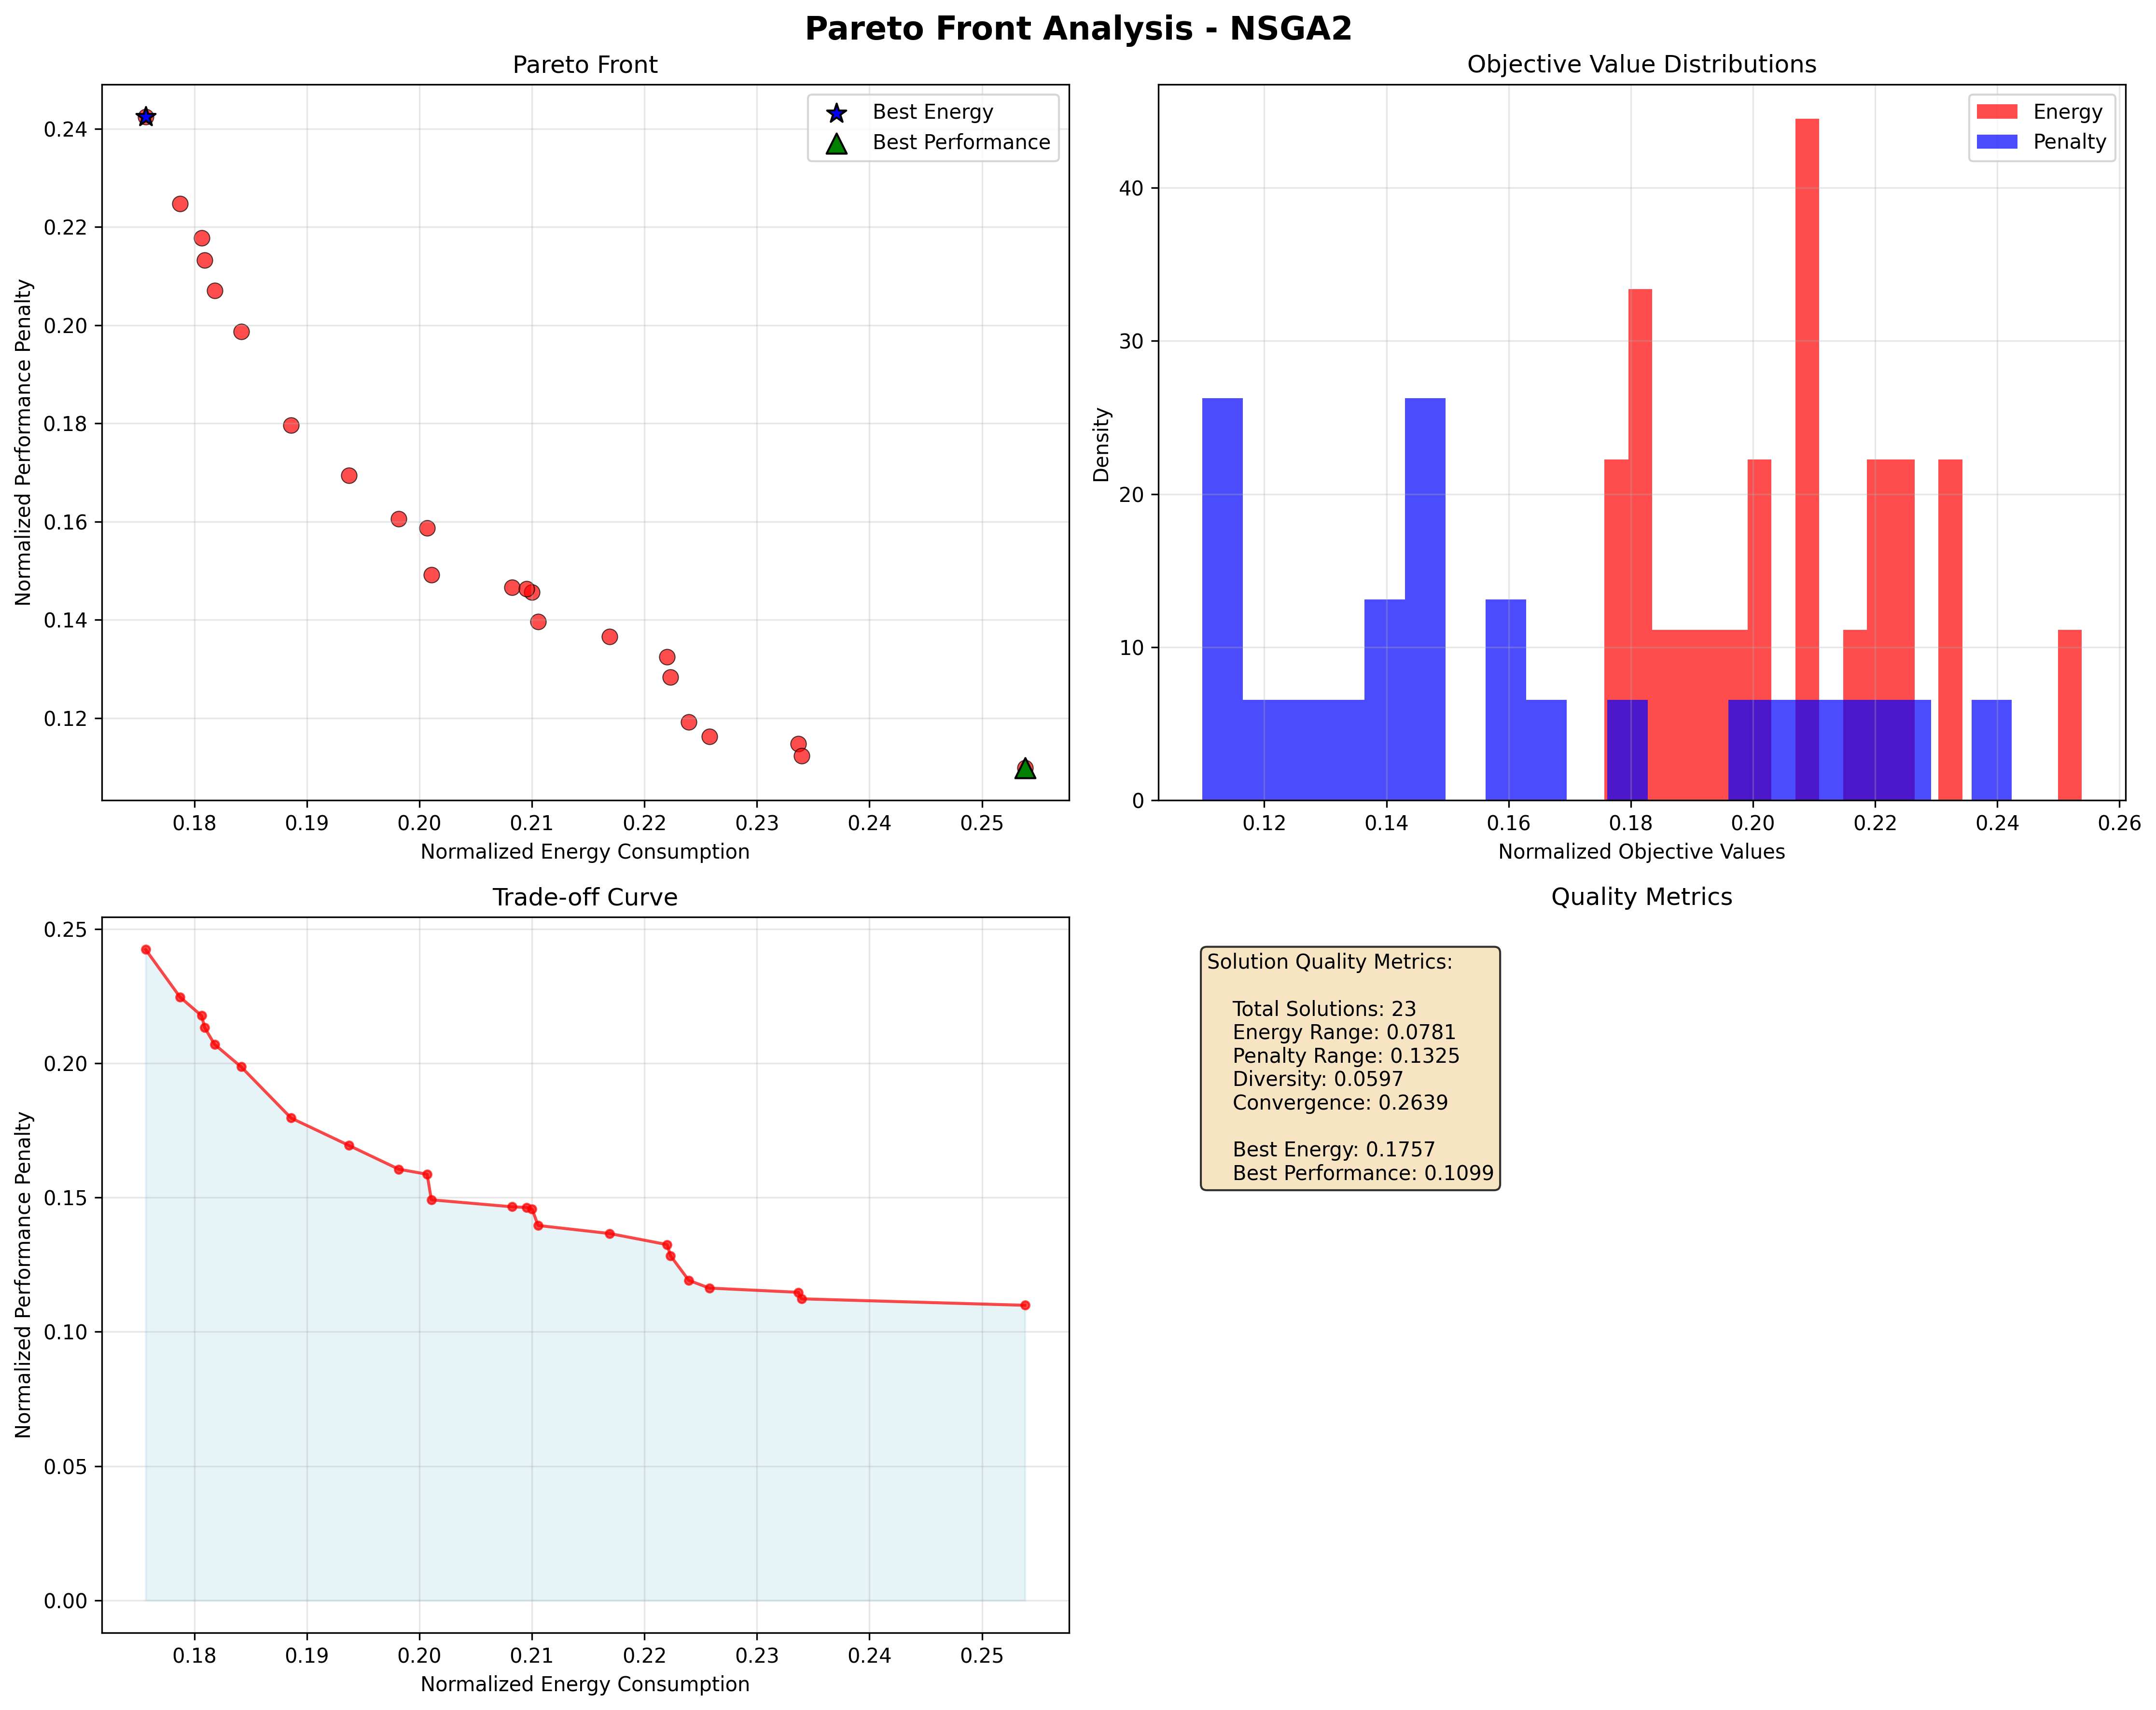 Pareto Front Analysis - NSGA2
Pareto Front
Normalized Performance Penalty
0.24
0.22
0.20
0.18
0.16
0.14
0.12
Best Energy
Best Performance
0.18 0.19 0.20 0.21 0.22 0.23 0.24 0.25
Normalized Energy Consumption
Objective Value Distributions
Density
40
30
20
10
0
Energy
Penalty
0.12 0.14 0.16 0.18 0.20 0.22 0.24 0.26
Normalized Objective Values
Trade-off Curve
Normalized Performance Penalty
0.25
0.20
0.15
0.10
0.05
0.00
0.18 0.19 0.20 0.21 0.22 0.23 0.24 0.25
Normalized Energy Consumption
Quality Metrics
Solution Quality Metrics:
Total Solutions: 23
Energy Range: 0.0781
Penalty Range: 0.1325
Diversity: 0.0597
Convergence: 0.2639
Best Energy: 0.1757
Best Performance: 0.1099